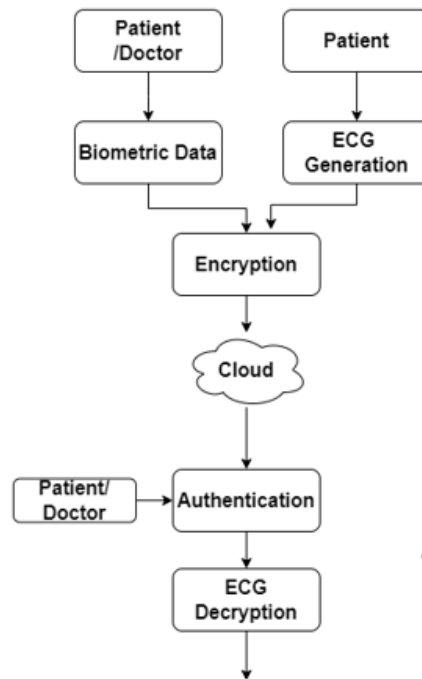 Patient
/Doctor
Patient
Biometric Data
ECG
Generation
Encryption
Cloud
Patient/
Doctor
Authentication
ECG
Decryption